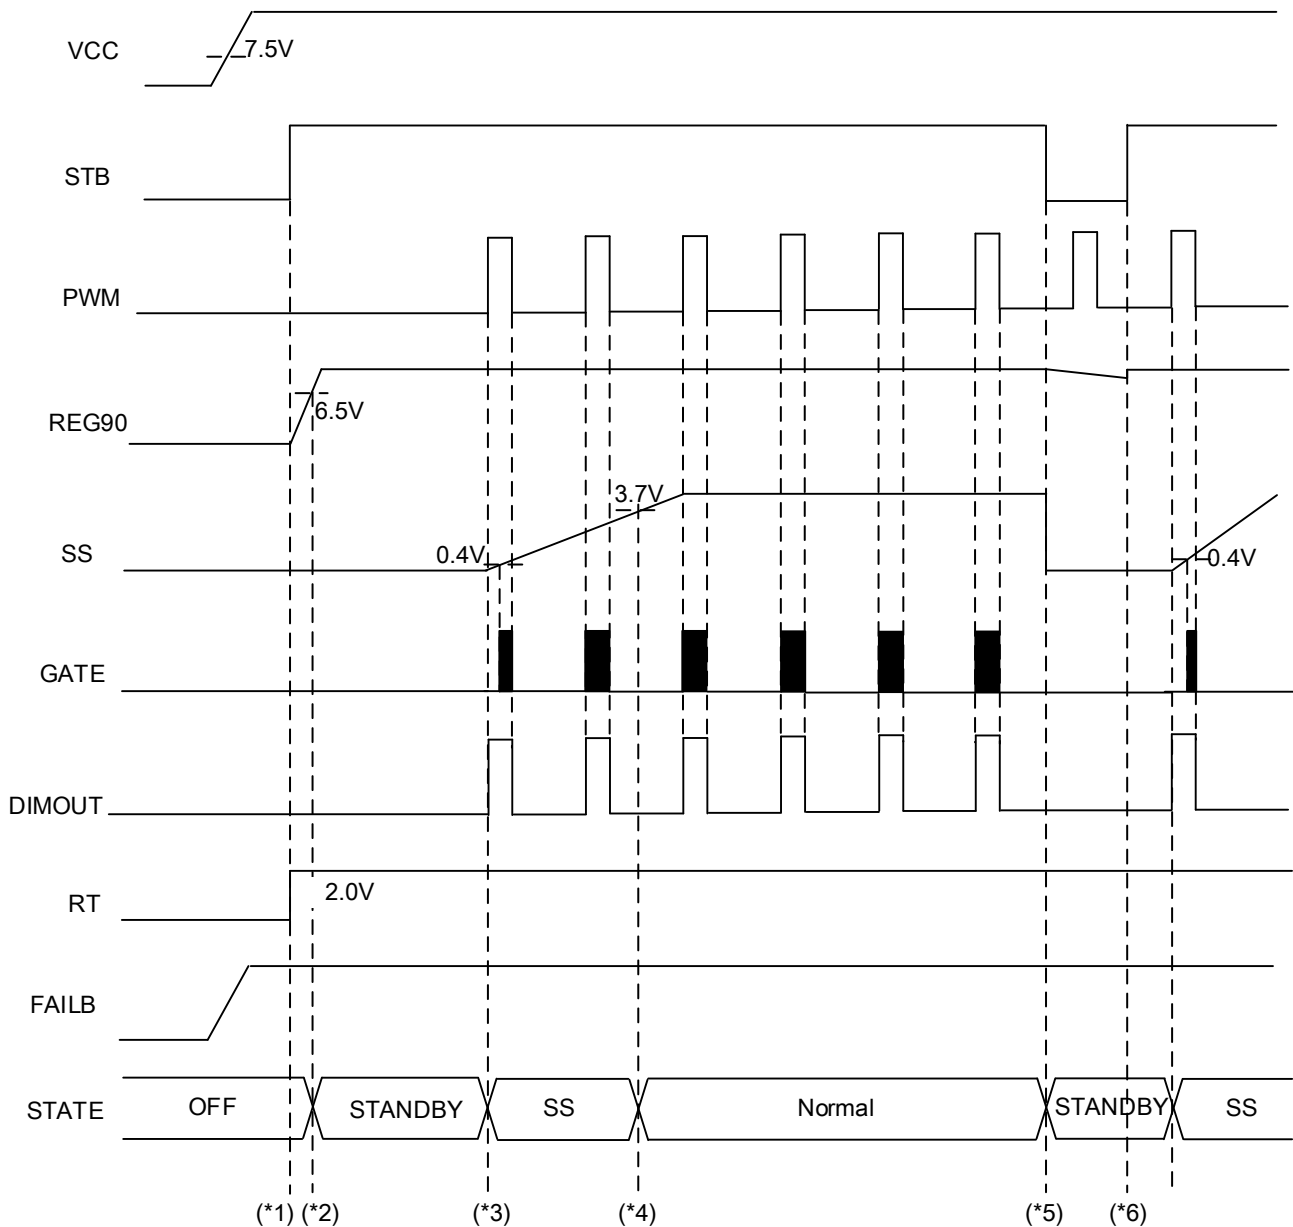 VCC
7.5V
STB
PWM
REG90
6.5V
SS
0.4V
3.7V
0.4V
GATE
DIMOUT
RT
2.0V
FAILB
STATE
OFF
STANDBY
SS
Normal
STANDBY
SS
(*1)
(*2)
(*3)
(*4)
(*5)
(*6)